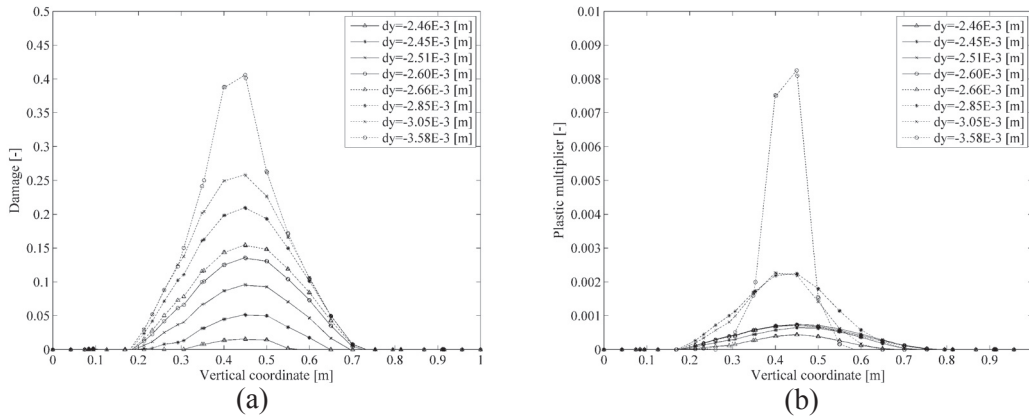 0.5
0.45
0.4
0.35
0.3
0.25
0.2
0.15
0.1
0.05
0
Damage [-]
0 0.1 0.2 0.3 0.4 0.5 0.6 0.7 0.8 0.9 1
Vertical coordinate [m]
dy=-2.46E-3 [m]
dy=-2.45E-3 [m]
dy=-2.51E-3 [m]
dy=-2.60E-3 [m]
dy=-2.66E-3 [m]
dy=-2.85E-3 [m]
dy=-3.05E-3 [m]
dy=-3.58E-3 [m]
(a)
0.01
0.009
0.008
0.007
0.006
0.005
0.004
0.003
0.002
0.001
0
Plastic multiplier [-]
0 0.1 0.2 0.3 0.4 0.5 0.6 0.7 0.8 0.9
Vertical coordinate [m]
dy=-2.46E-3 [m]
dy=-2.45E-3 [m]
dy=-2.51E-3 [m]
dy=-2.60E-3 [m]
dy=-2.66E-3 [m]
dy=-2.85E-3 [m]
dy=-3.05E-3 [m]
dy=-3.58E-3 [m]
(b)